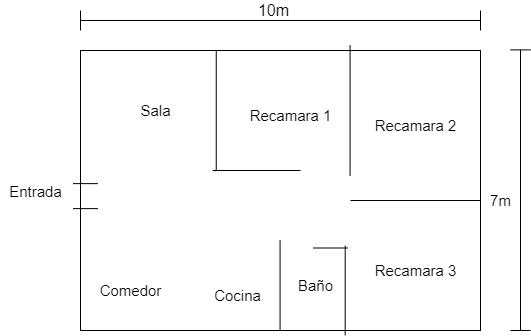 10m
Sala
Recamara 1
Recamara 2
Entrada
7m
Recamara 3
Comedor
Cocina
Baño